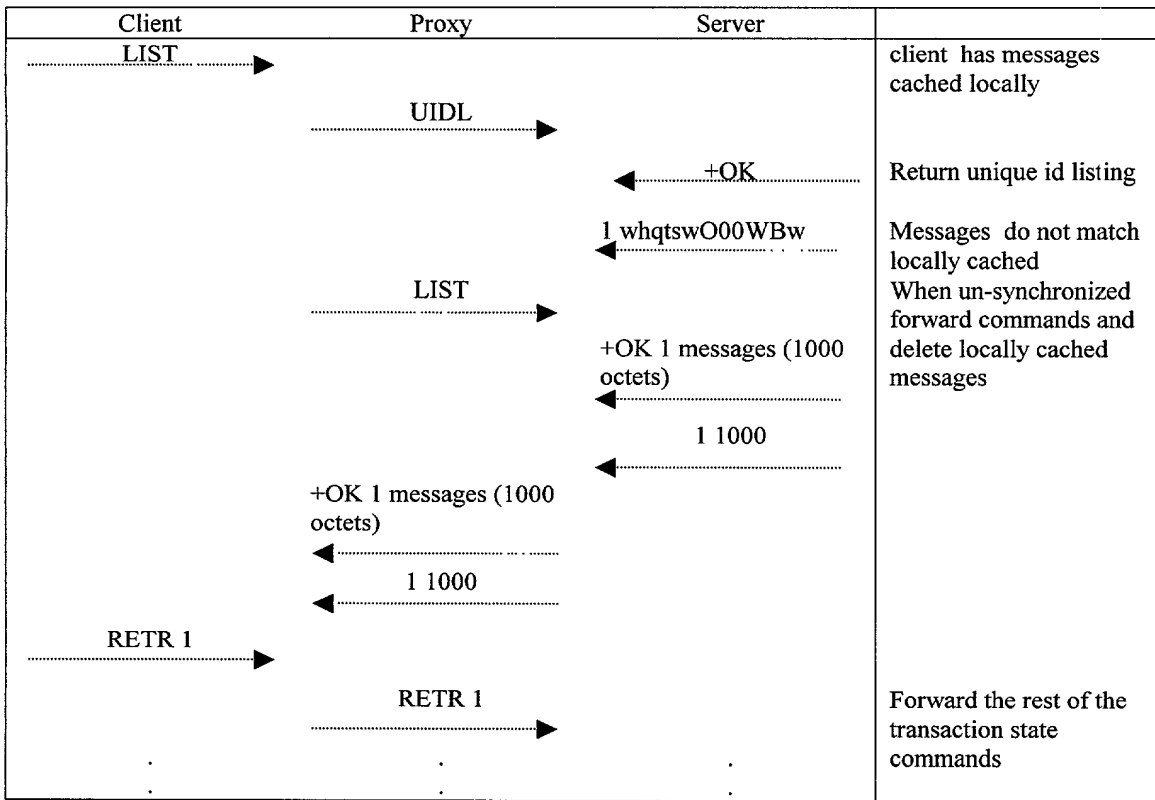 Client Proxy Server
LIST
client has messages
cached locally
UIDL
+OK
Return unique id listing
1 whqtswO00WBw
Messages do not match
locally cached
LIST
When un-synchronized
forward commands and
delete locally cached
messages
+OK 1 messages (1000
octets)
1 1000
+OK 1 messages (1000
octets)
1 1000
RETR 1
RETR 1
Forward the rest of the
transaction state
commands
. . .
. . .